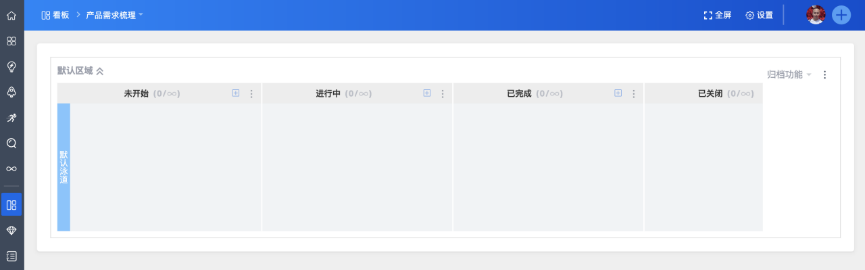 看板 > 产品需求梳理
全屏 设置
默认区域
归档功能
未开始 (0/∞)
进行中 (0/∞)
已完成 (0/∞)
已关闭 (0/∞)
默认泳道